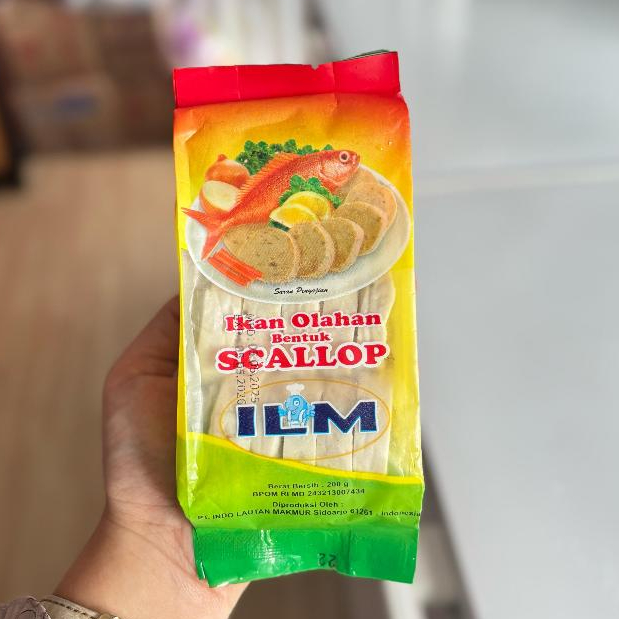 Saran Penyajian
Ikan Olahan
Bentuk
SCALLOP
ILM
Berat Bersih : 200 g
BPOM RI MD 243213007434
Diproduksi Oleh :
PT. INDO LAUTAN MAKMUR Sidoarjo 61261 - Indonesia
22